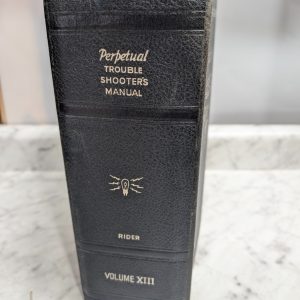 Perpetual
TROUBLE
SHOOTER'S
MANUAL
RIDER
VOLUME XIII